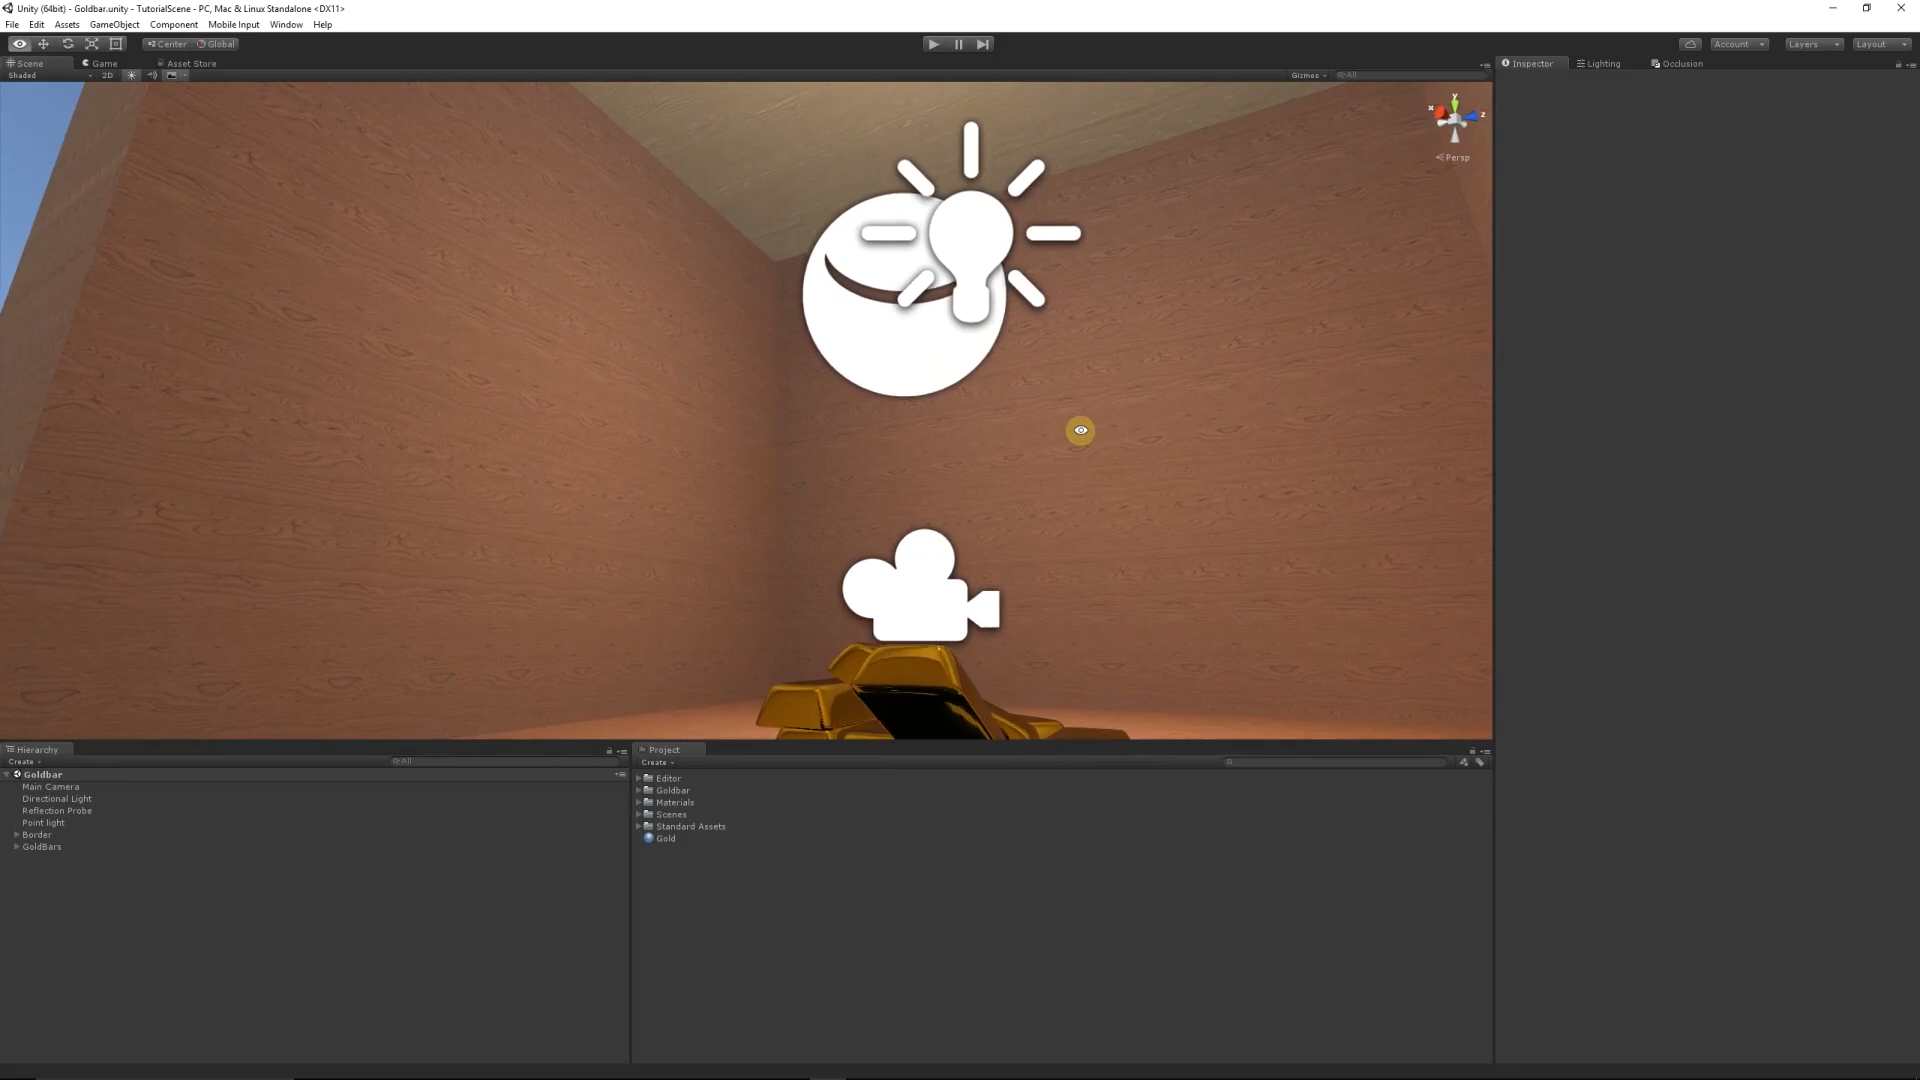 Unity (64bit) - Goldbar.unity - TutorialScene - PC, Mac & Linux Standalone <DX11>
File Edit Assets GameObject Component Mobile Input Window Help
Center Global Account Layers Layout
Scene Game Asset Store Inspector Lighting Occlusion
Shaded 2D Gizmos All
y
x z
Persp
Hierarchy Project
Create All Create
Goldbar
Main Camera
Directional Light
Reflection Probe
Point light
Border
GoldBars
Editor
Goldbar
Materials
Scenes
Standard Assets
Gold